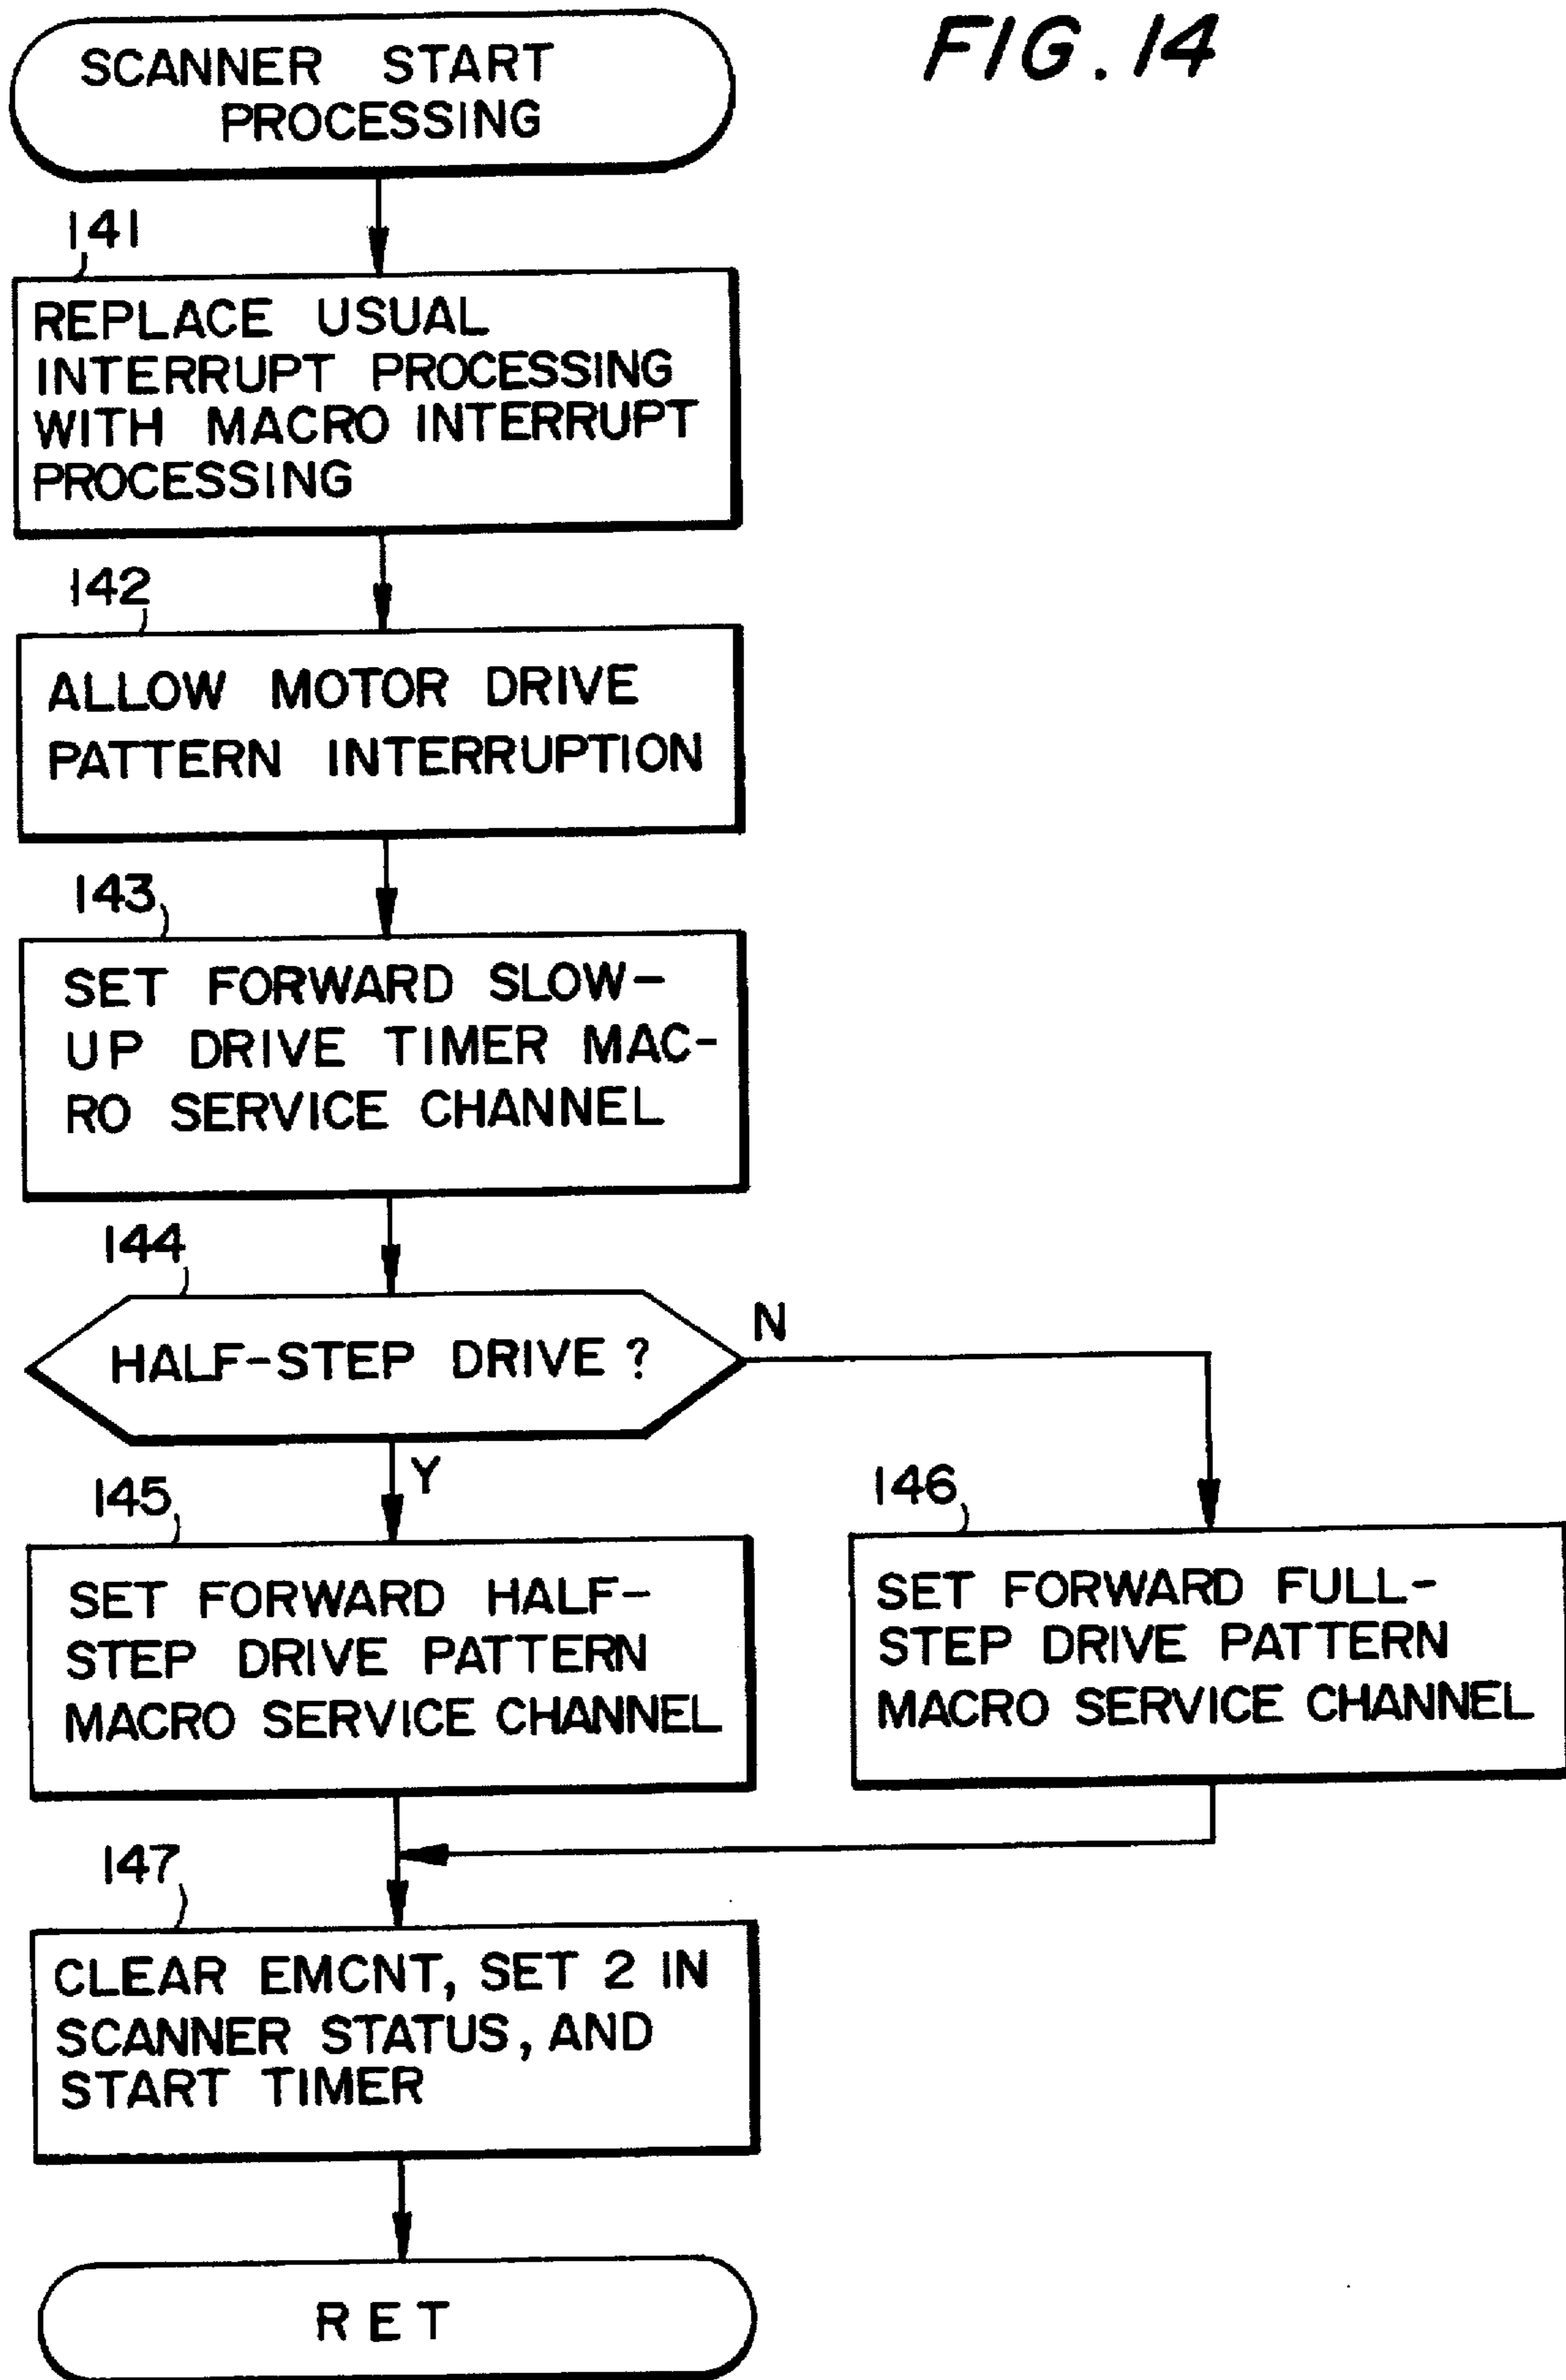 FIG. 14
SCANNER START
PROCESSING
141
REPLACE USUAL
INTERRUPT PROCESSING
WITH MACRO INTERRUPT
PROCESSING
142
ALLOW MOTOR DRIVE
PATTERN INTERRUPTION
143
SET FORWARD SLOW-
UP DRIVE TIMER MAC-
RO SERVICE CHANNEL
144
HALF-STEP DRIVE ?
N
Y
145
SET FORWARD HALF-
STEP DRIVE PATTERN
MACRO SERVICE CHANNEL
146
SET FORWARD FULL-
STEP DRIVE PATTERN
MACRO SERVICE CHANNEL
147
CLEAR EMCNT, SET 2 IN
SCANNER STATUS, AND
START TIMER
RET